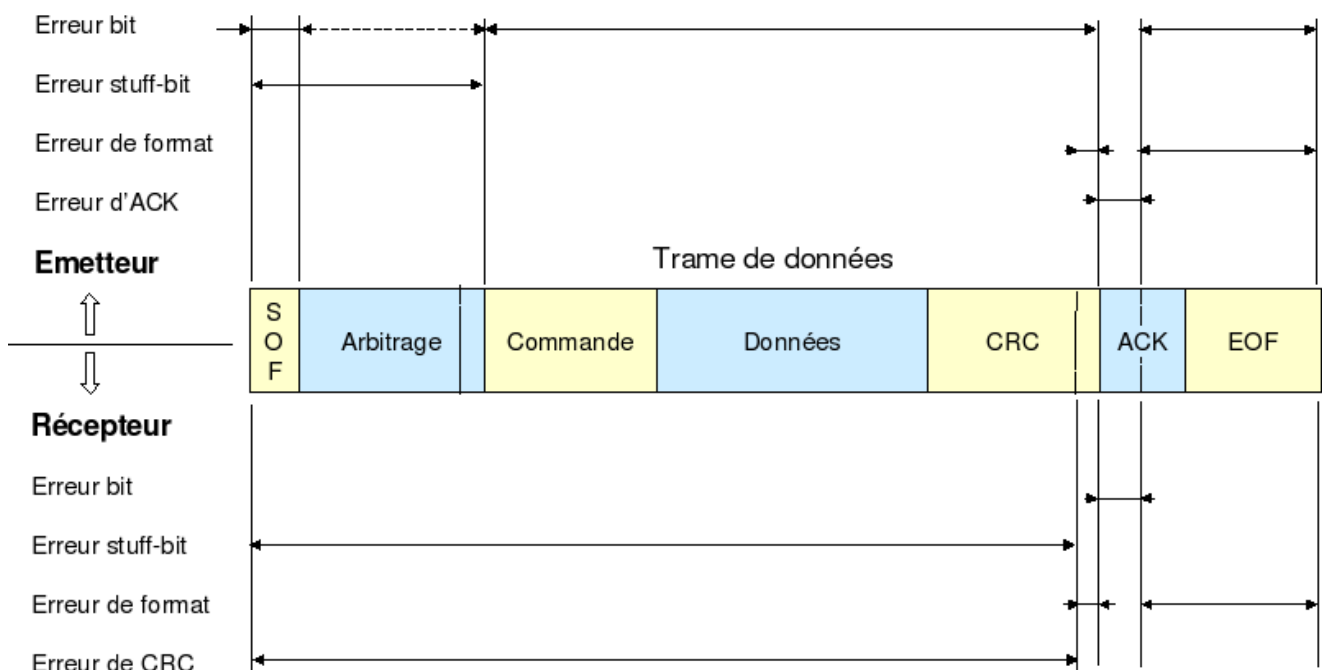 Erreur bit
Erreur stuff-bit
Erreur de format
Erreur d'ACK
Emetteur
Trame de données
S
O
F
Arbitrage
Commande
Données
CRC
ACK
EOF
Récepteur
Erreur bit
Erreur stuff-bit
Erreur de format
Erreur de CRC